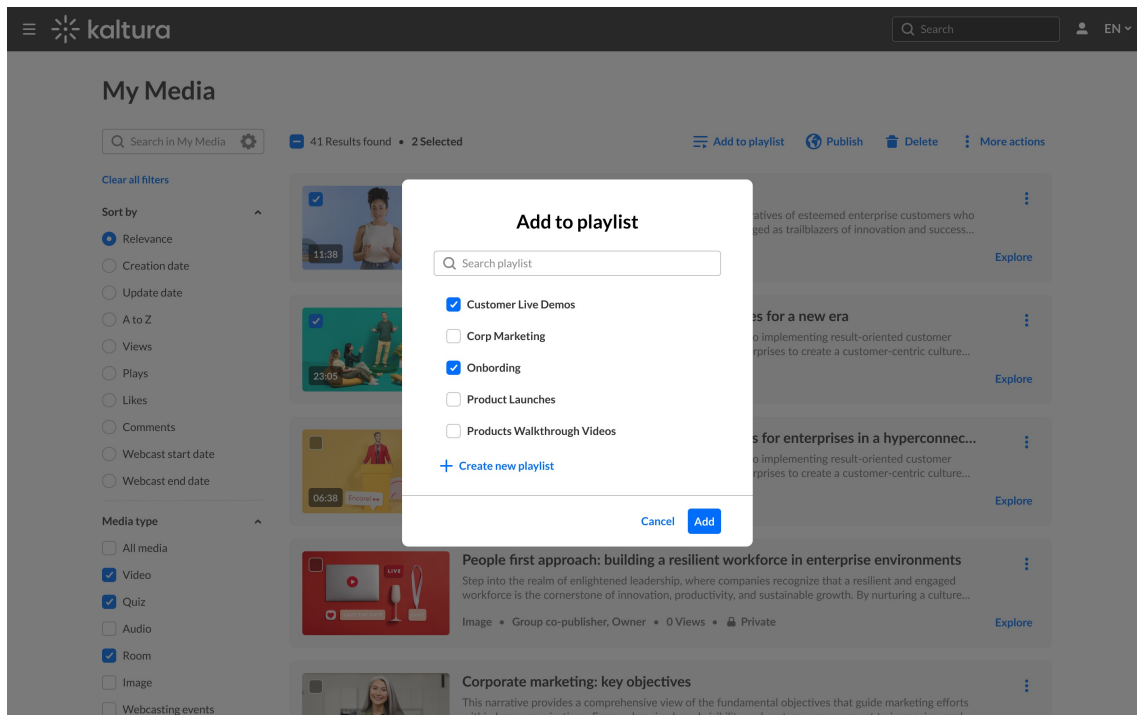 kaltura
Search
EN
My Media
Search in My Media
41 Results found • 2 Selected
Add to playlist
Publish
Delete
More actions
Clear all filters
Sort by
Relevance
Creation date
Update date
A to Z
Views
Plays
Likes
Comments
Webcast start date
Webcast end date
Media type
All media
Video
Quiz
Audio
Room
Image
Webcasting events
11:38
ratives of esteemed enterprise customers who
ged as trailblazers of innovation and success...
Explore
23:05
es for a new era
o implementing result-oriented customer
rprises to create a customer-centric culture...
Explore
06:38
Encore!
s for enterprises in a hyperconnec...
o implementing result-oriented customer
rprises to create a customer-centric culture...
Explore
LIVE
People first approach: building a resilient workforce in enterprise environments
Step into the realm of enlightened leadership, where companies recognize that a resilient and engaged
workforce is the cornerstone of innovation, productivity, and sustainable growth. By nurturing a culture...
Image • Group co-publisher, Owner • 0 Views • Private
Explore
Corporate marketing: key objectives
This narrative provides a comprehensive view of the fundamental objectives that guide marketing efforts
Add to playlist
Search playlist
Customer Live Demos
Corp Marketing
Onbording
Product Launches
Products Walkthrough Videos
Create new playlist
Cancel
Add